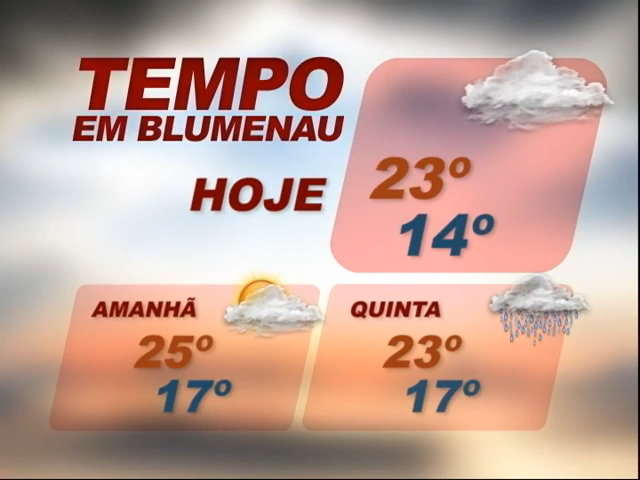 TEMPO
EM BLUMENAU
HOJE
23º
14º
AMANHÃ
25º
17º
QUINTA
23º
17º